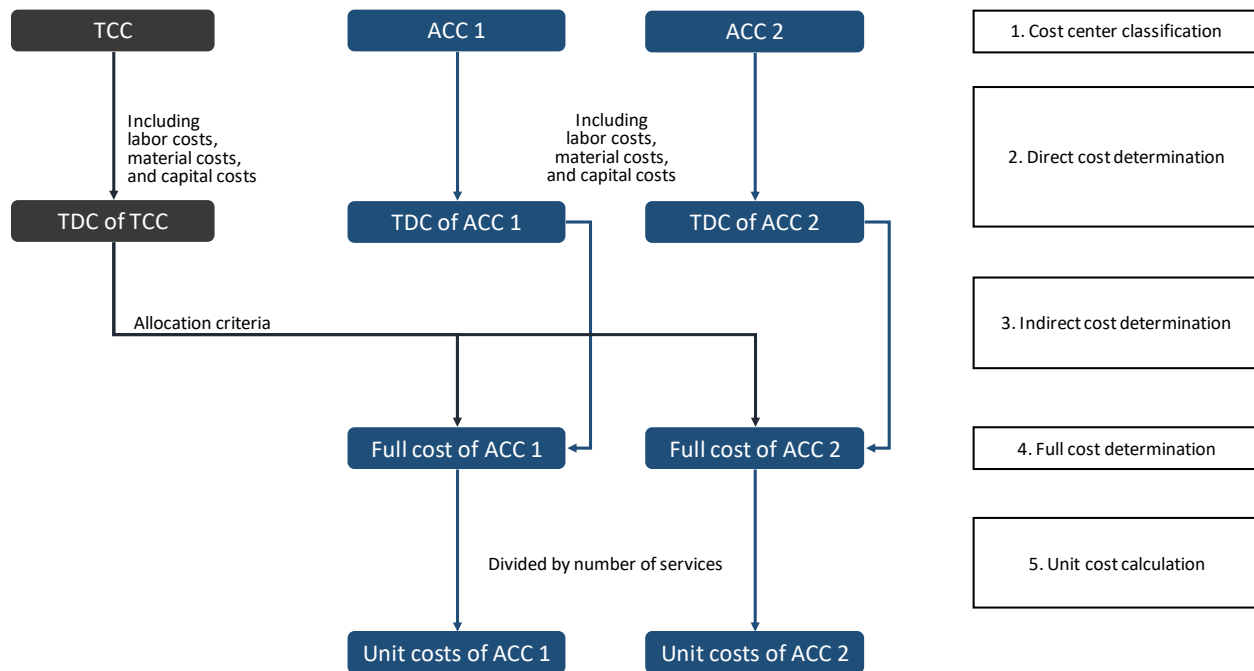 TCC
ACC 1
ACC 2
1. Cost center classification
Including
labor costs,
material costs,
and capital costs
Including
labor costs,
material costs,
and capital costs
2. Direct cost determination
TDC of TCC
TDC of ACC 1
TDC of ACC 2
Allocation criteria
3. Indirect cost determination
Full cost of ACC 1
Full cost of ACC 2
4. Full cost determination
Divided by number of services
5. Unit cost calculation
Unit costs of ACC 1
Unit costs of ACC 2